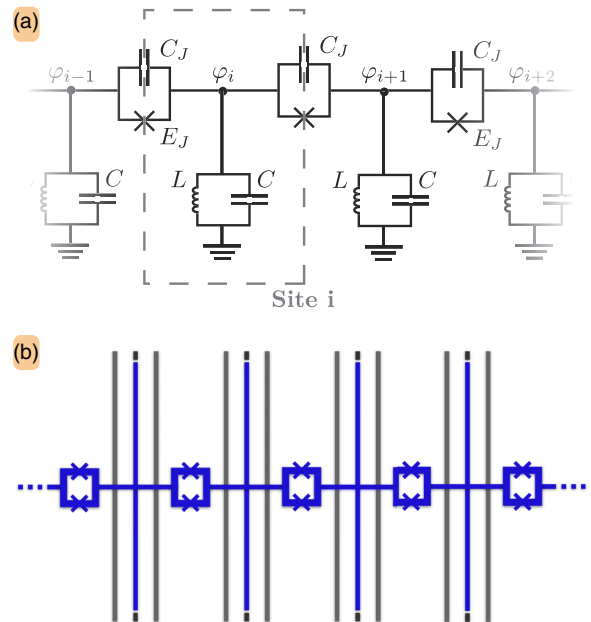 (a)
C_J C_J C_J
φ_{i−1} φ_i φ_{i+1} φ_{i+2}
E_J E_J
C L C L C L
Site i
(b)